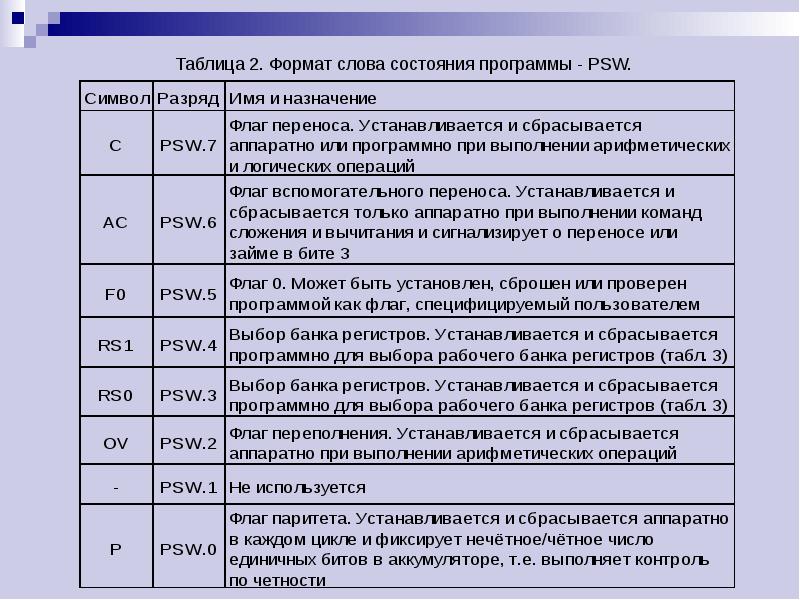 Таблица 2. Формат слова состояния программы - PSW.
Символ Разряд Имя и назначение
C PSW.7 Флаг переноса. Устанавливается и сбрасывается
аппаратно или программно при выполнении арифметических
и логических операций
AC PSW.6 Флаг вспомогательного переноса. Устанавливается и
сбрасывается только аппаратно при выполнении команд
сложения и вычитания и сигнализирует о переносе или
займе в бите 3
F0 PSW.5 Флаг 0. Может быть установлен, сброшен или проверен
программой как флаг, специфицируемый пользователем
RS1 PSW.4 Выбор банка регистров. Устанавливается и сбрасывается
программно для выбора рабочего банка регистров (табл. 3)
RS0 PSW.3 Выбор банка регистров. Устанавливается и сбрасывается
программно для выбора рабочего банка регистров (табл. 3)
OV PSW.2 Флаг переполнения. Устанавливается и сбрасывается
аппаратно при выполнении арифметических операций
- PSW.1 Не используется
P PSW.0 Флаг паритета. Устанавливается и сбрасывается аппаратно
в каждом цикле и фиксирует нечётное/чётное число
единичных битов в аккумуляторе, т.е. выполняет контроль
по четности